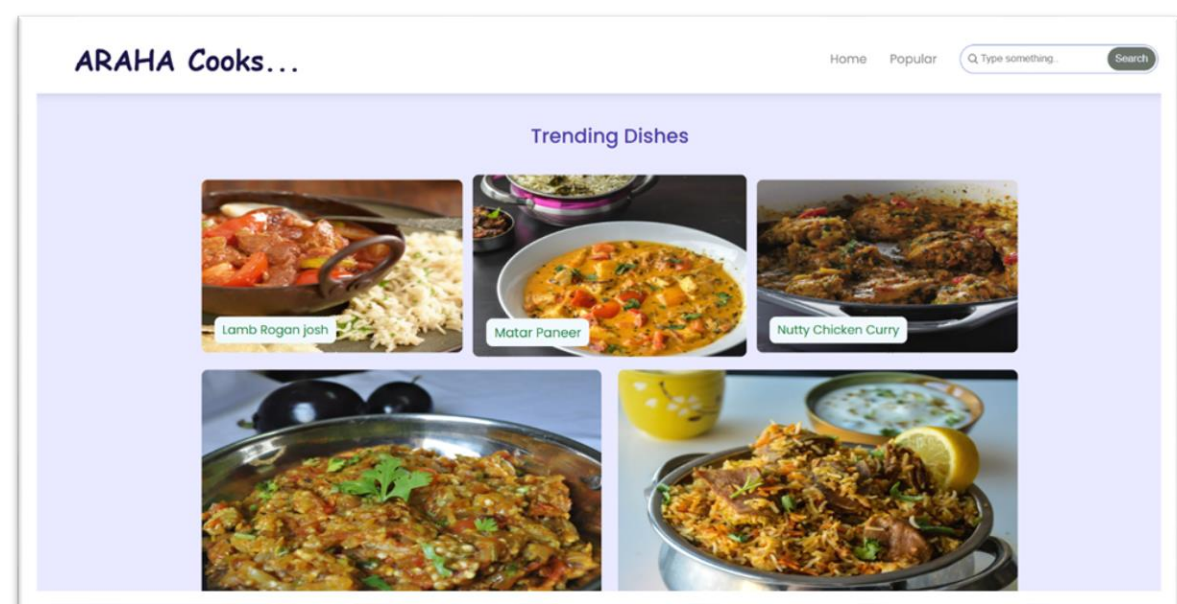 ARAHA Cooks...
Home Popular Type something.. Search
Trending Dishes
Lamb Rogan josh
Matar Paneer
Nutty Chicken Curry